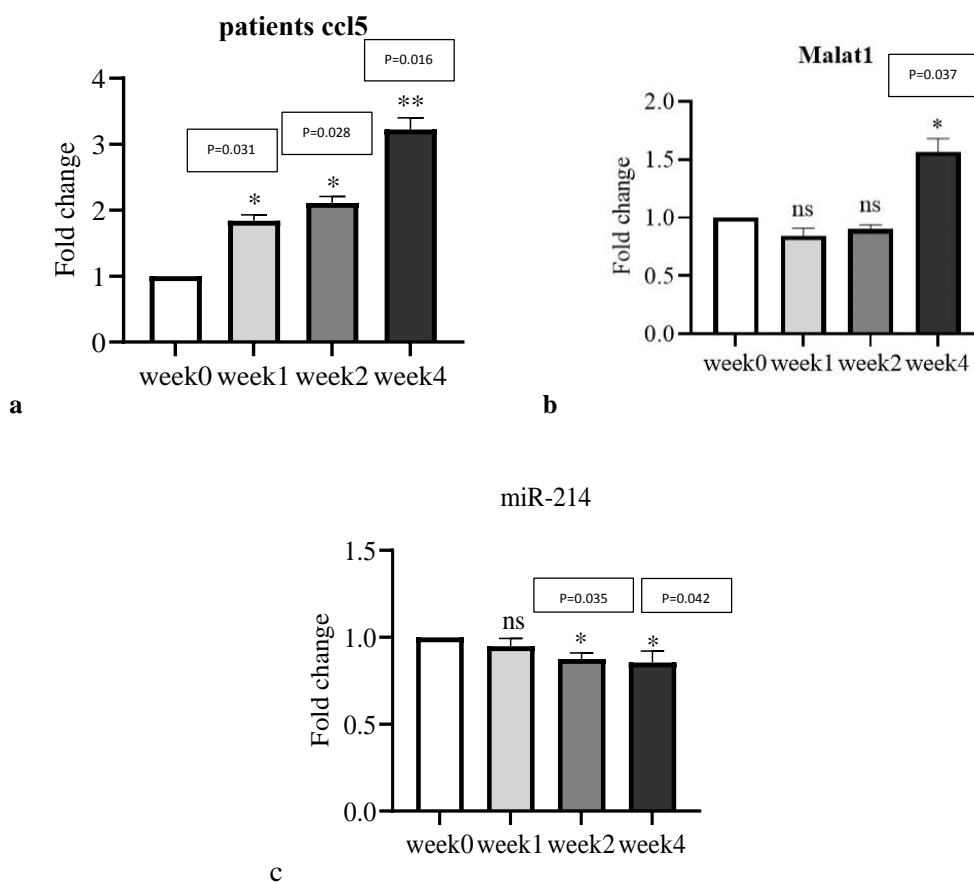 patients ccl5
P=0.016
P=0.031
P=0.028
**
*
*
Fold change
4
3
2
1
0
week0 week1 week2 week4
a
Malat1
P=0.037
*
ns
ns
Fold change
2.0
1.5
1.0
0.5
0.0
week0 week1 week2 week4
b
miR-214
P=0.035
P=0.042
ns
*
*
Fold change
1.5
1.0
0.5
0.0
week0 week1 week2 week4
c